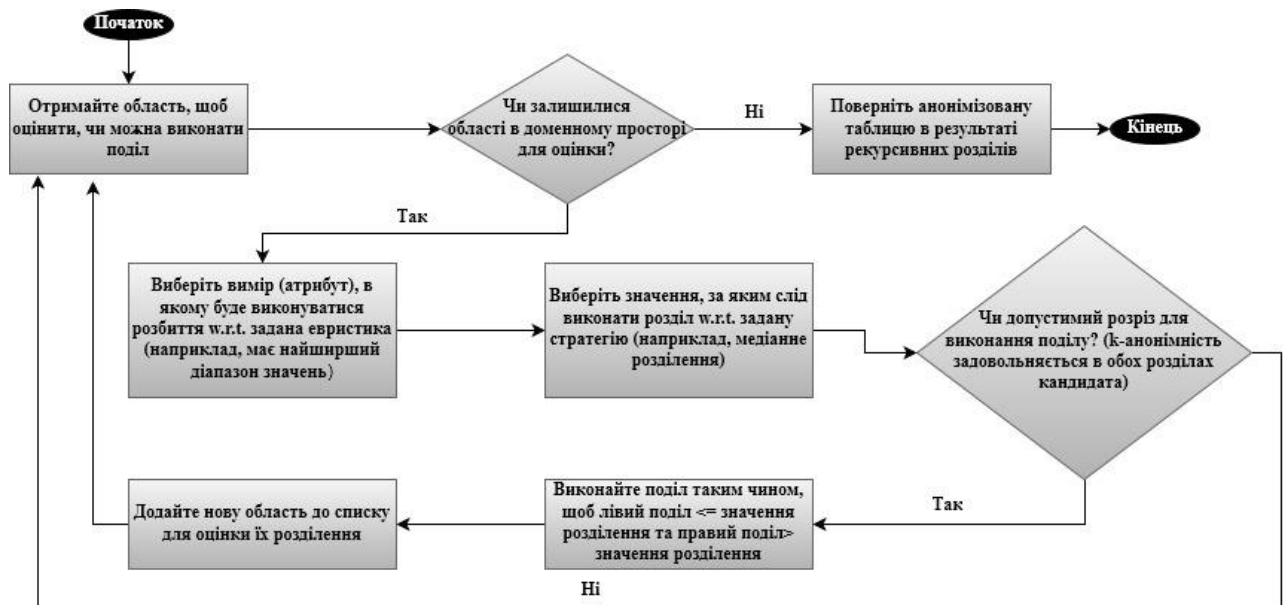 Початок
Отримайте область, щоб
оцінити, чи можна виконати
поділ
Чи залишилися
області в доменному просторі
для оцінки?
Ні
Поверніть анонімізовану
таблицю в результаті
рекурсивних розділів
Кінець
Так
Виберіть вимір (атрибут), в
якому буде виконуватися
розбиття w.r.t. задана евристика
(наприклад, має найширший
діапазон значень)
Виберіть значення, за яким слід
виконати розділ w.r.t. задану
стратегію (наприклад, медіанне
розділення)
Чи допустимий розріз для
виконання поділу? (k-анонімність
задовольняється в обох розділах
кандидата)
Так
Виконайте поділ таким чином,
щоб лівий поділ <= значення
розділення та правий поділ>
значення розділення
Додайте нову область до списку
для оцінки їх розділення
Ні